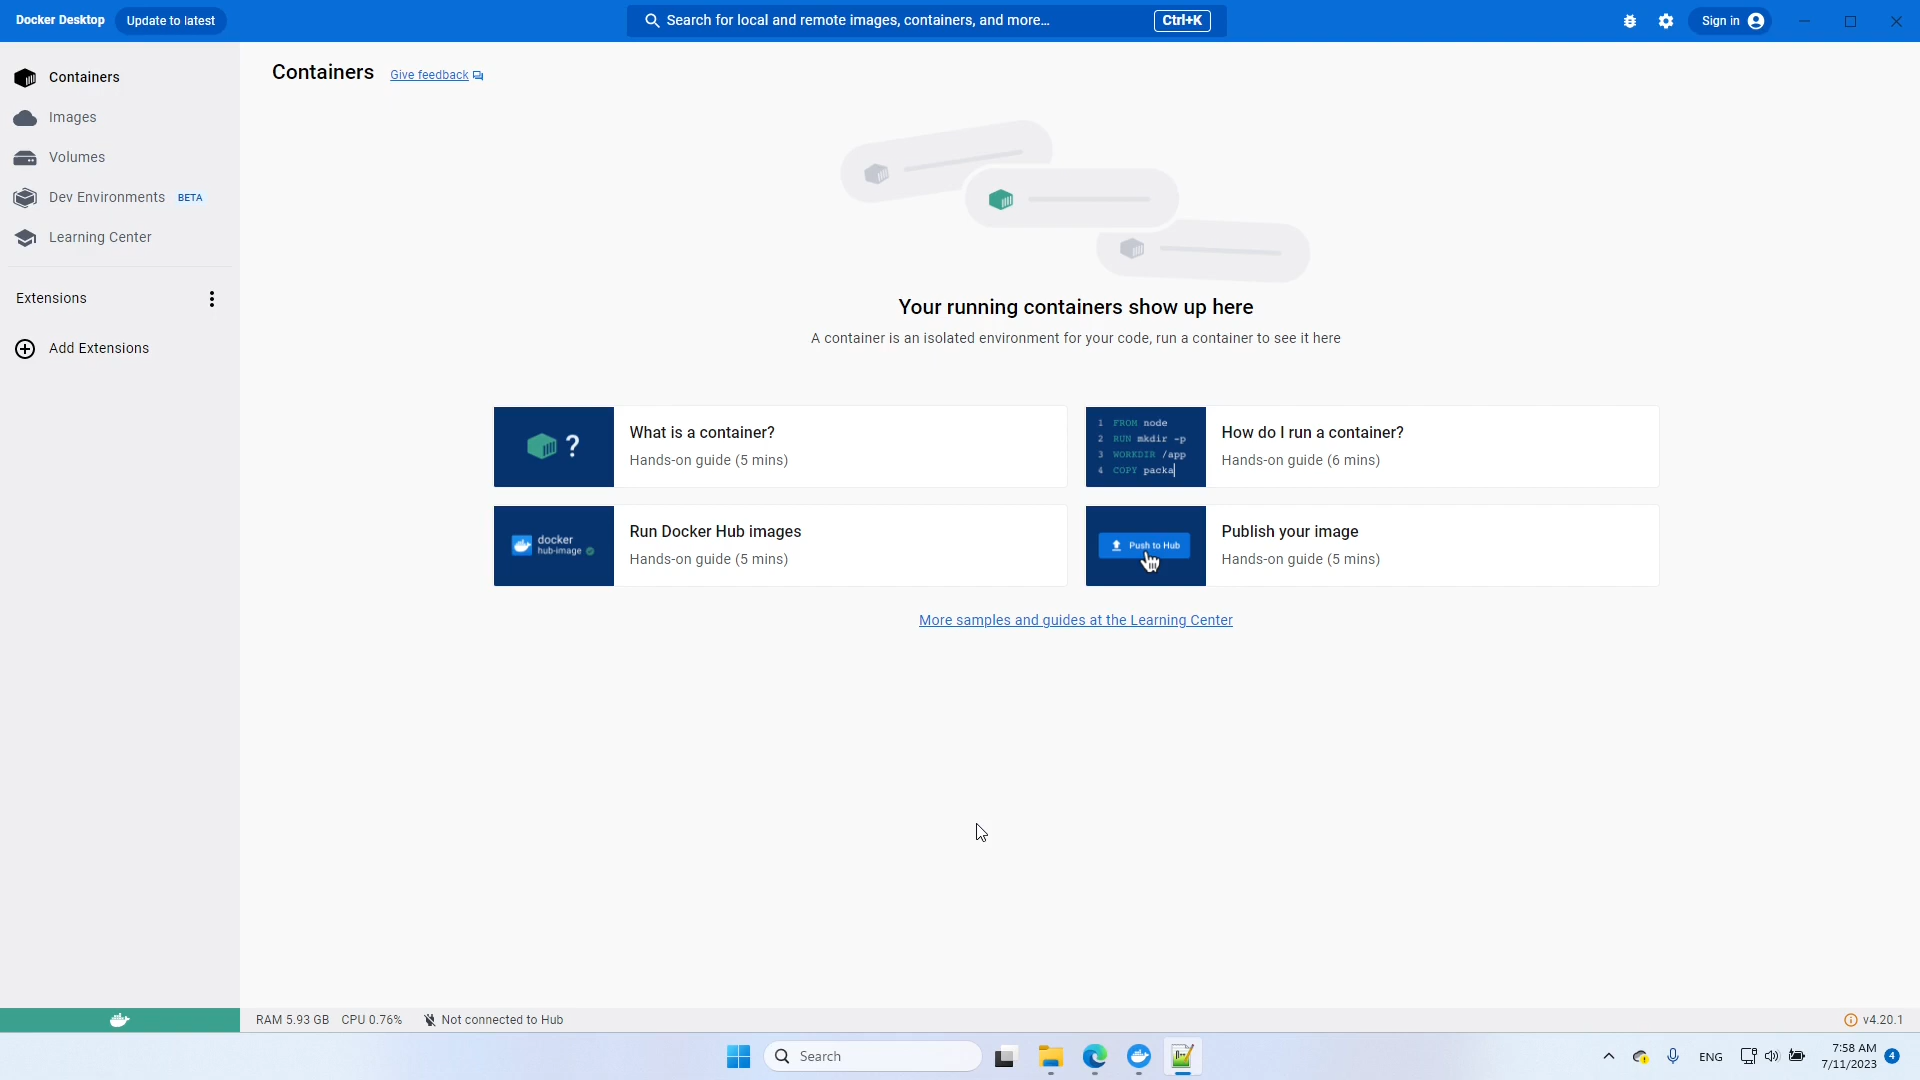 Docker Desktop
Update to latest
Search for local and remote images, containers, and more...
Ctrl+K
Sign in
Containers
Images
Volumes
Dev Environments BETA
Learning Center
Extensions
Add Extensions
Containers
Give feedback
Your running containers show up here
A container is an isolated environment for your code, run a container to see it here
What is a container?
Hands-on guide (5 mins)
1 FROM node
2 RUN mkdir -p
3 WORKDIR /app
4 COPY packa
How do I run a container?
Hands-on guide (6 mins)
docker
hub-image
Run Docker Hub images
Hands-on guide (5 mins)
Push to Hub
Publish your image
Hands-on guide (5 mins)
More samples and guides at the Learning Center
RAM 5.93 GB CPU 0.76% Not connected to Hub
v4.20.1
Search
ENG
7:58 AM
7/11/2023
4